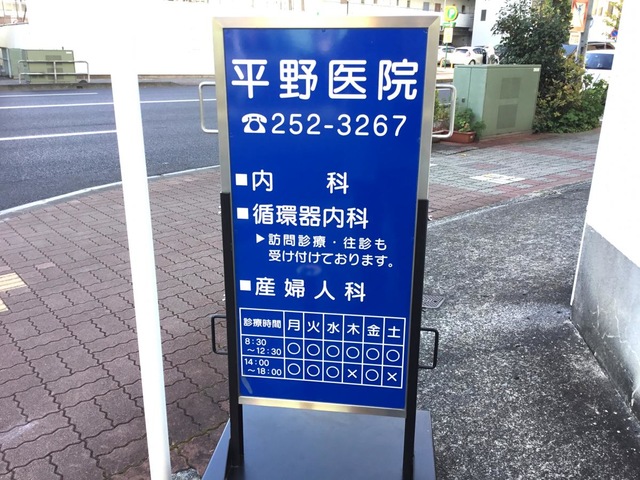 平野医院
☎252-3267
■内 科
■循環器内科
▶訪問診療・往診も
受け付けております。
■産婦人科
診療時間 月 火 水 木 金 土
8:30～12:30 ○ ○ ○ ○ ○ ○
14:00～18:00 ○ ○ ○ × ○ ×
P